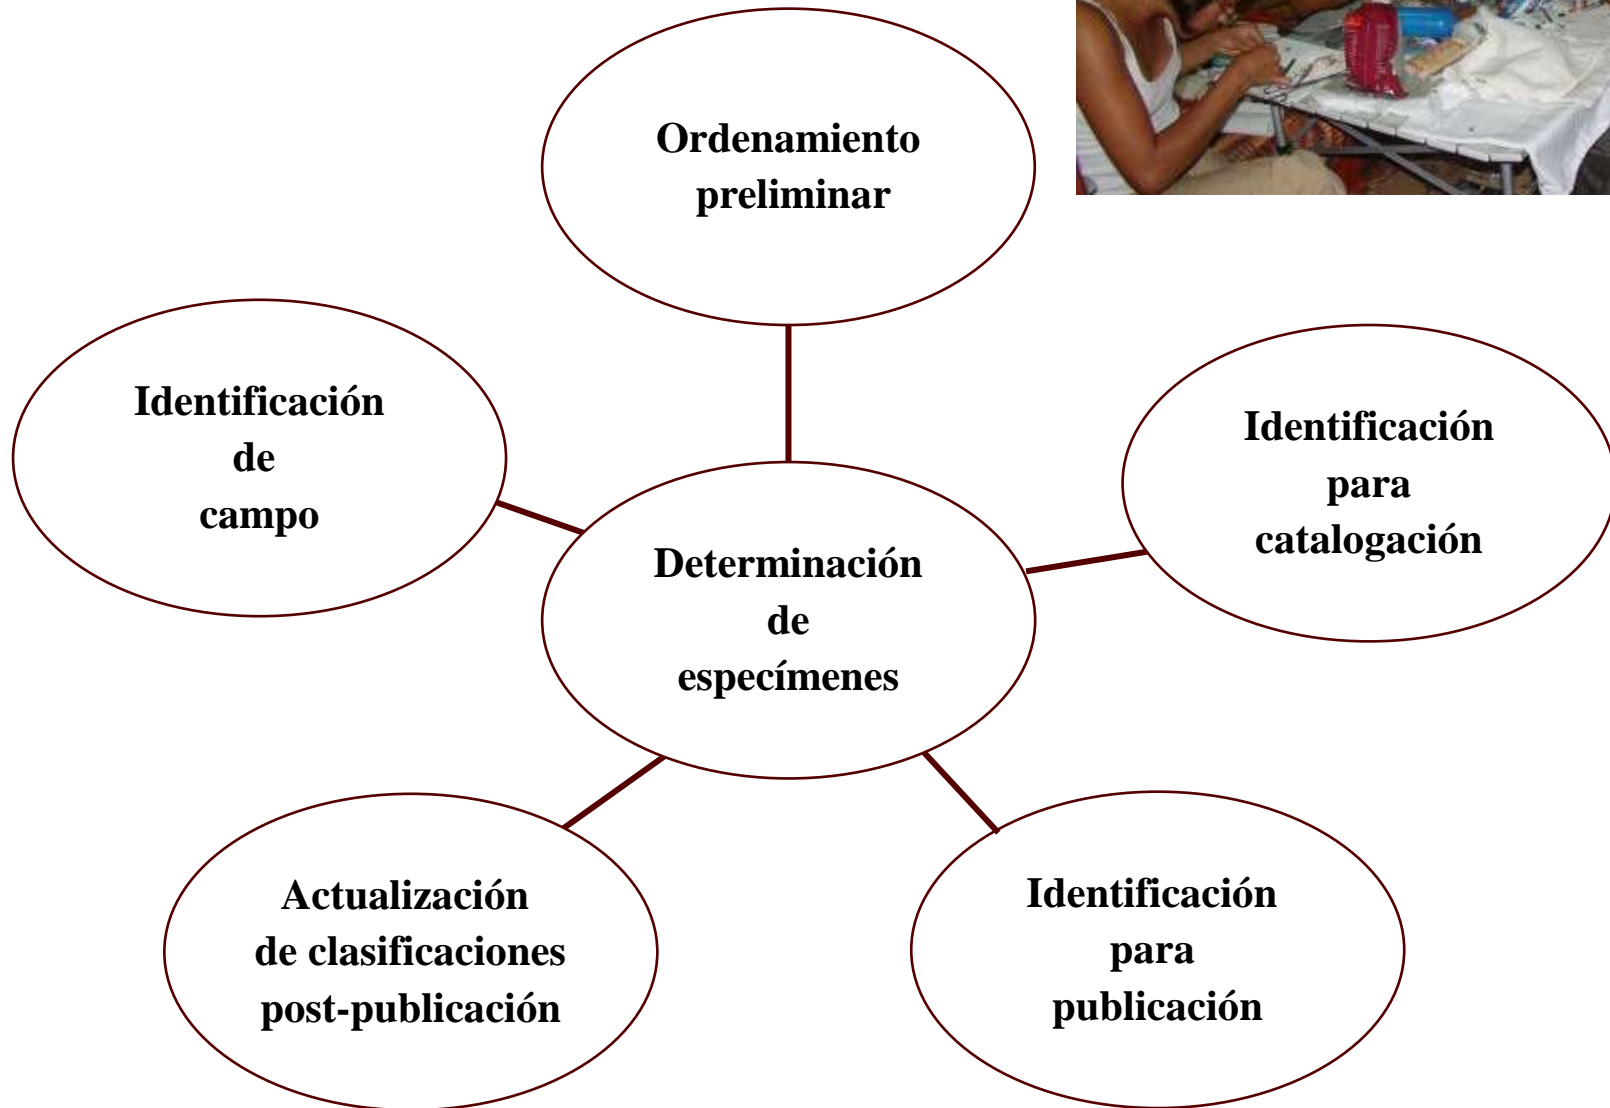 Ordenamiento
preliminar
Identificación
de
campo
Identificación
para
catalogación
Determinación
de
especímenes
Actualización
de clasificaciones
post-publicación
Identificación
para
publicación